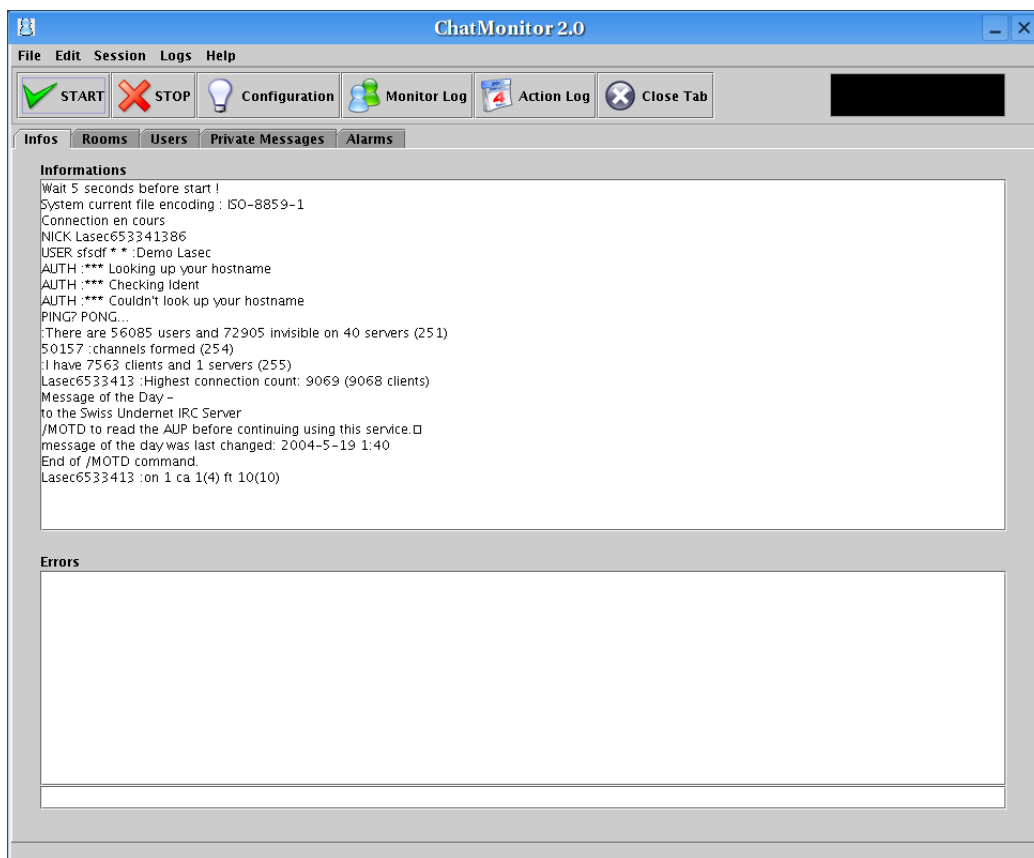 ChatMonitor 2.0
File Edit Session Logs Help
START STOP Configuration Monitor Log Action Log Close Tab
Infos Rooms Users Private Messages Alarms
Informations
Wait 5 seconds before start !
System current file encoding : ISO-8859-1
Connection en cours
NICK Lasec653341386
USER sfsdf * * :Demo Lasec
AUTH :*** Looking up your hostname
AUTH :*** Checking Ident
AUTH :*** Couldn't look up your hostname
PING? PONG...
:There are 56085 users and 72905 invisible on 40 servers (251)
50157 :channels formed (254)
:I have 7563 clients and 1 servers (255)
Lasec6533413 :Highest connection count: 9069 (9068 clients)
Message of the Day -
to the Swiss Undernet IRC Server
/MOTD to read the AUP before continuing using this service.□
message of the day was last changed: 2004-5-19 1:40
End of /MOTD command.
Lasec6533413 :on 1 ca 1(4) ft 10(10)
Errors